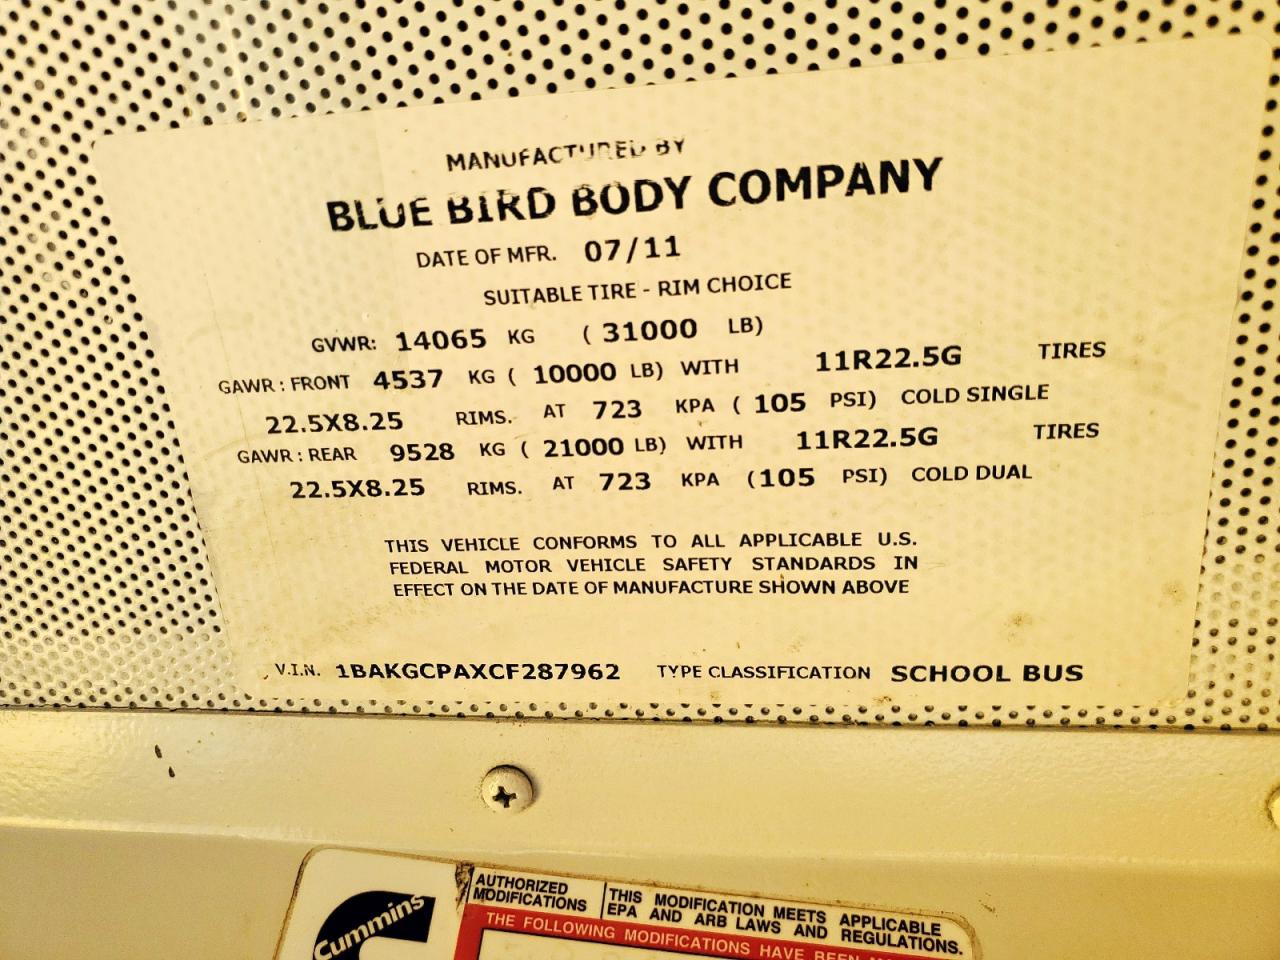 MANUFACTURED BY
BLUE BIRD BODY COMPANY
DATE OF MFR. 07/11
SUITABLE TIRE - RIM CHOICE
GVWR: 14065 KG ( 31000 LB)
GAWR : FRONT 4537 KG ( 10000 LB) WITH 11R22.5G TIRES
22.5X8.25 RIMS. AT 723 KPA ( 105 PSI) COLD SINGLE
GAWR : REAR 9528 KG ( 21000 LB) WITH 11R22.5G TIRES
22.5X8.25 RIMS. AT 723 KPA (105 PSI) COLD DUAL
THIS VEHICLE CONFORMS TO ALL APPLICABLE U.S.
FEDERAL MOTOR VEHICLE SAFETY STANDARDS IN
EFFECT ON THE DATE OF MANUFACTURE SHOWN ABOVE
V.I.N. 1BAKGCPAXCF287962 TYPE CLASSIFICATION SCHOOL BUS
Cummins
AUTHORIZED
MODIFICATIONS
THIS MODIFICATION MEETS APPLICABLE
EPA AND ARB LAWS AND REGULATIONS.
THE FOLLOWING MODIFICATIONS HAVE BEEN